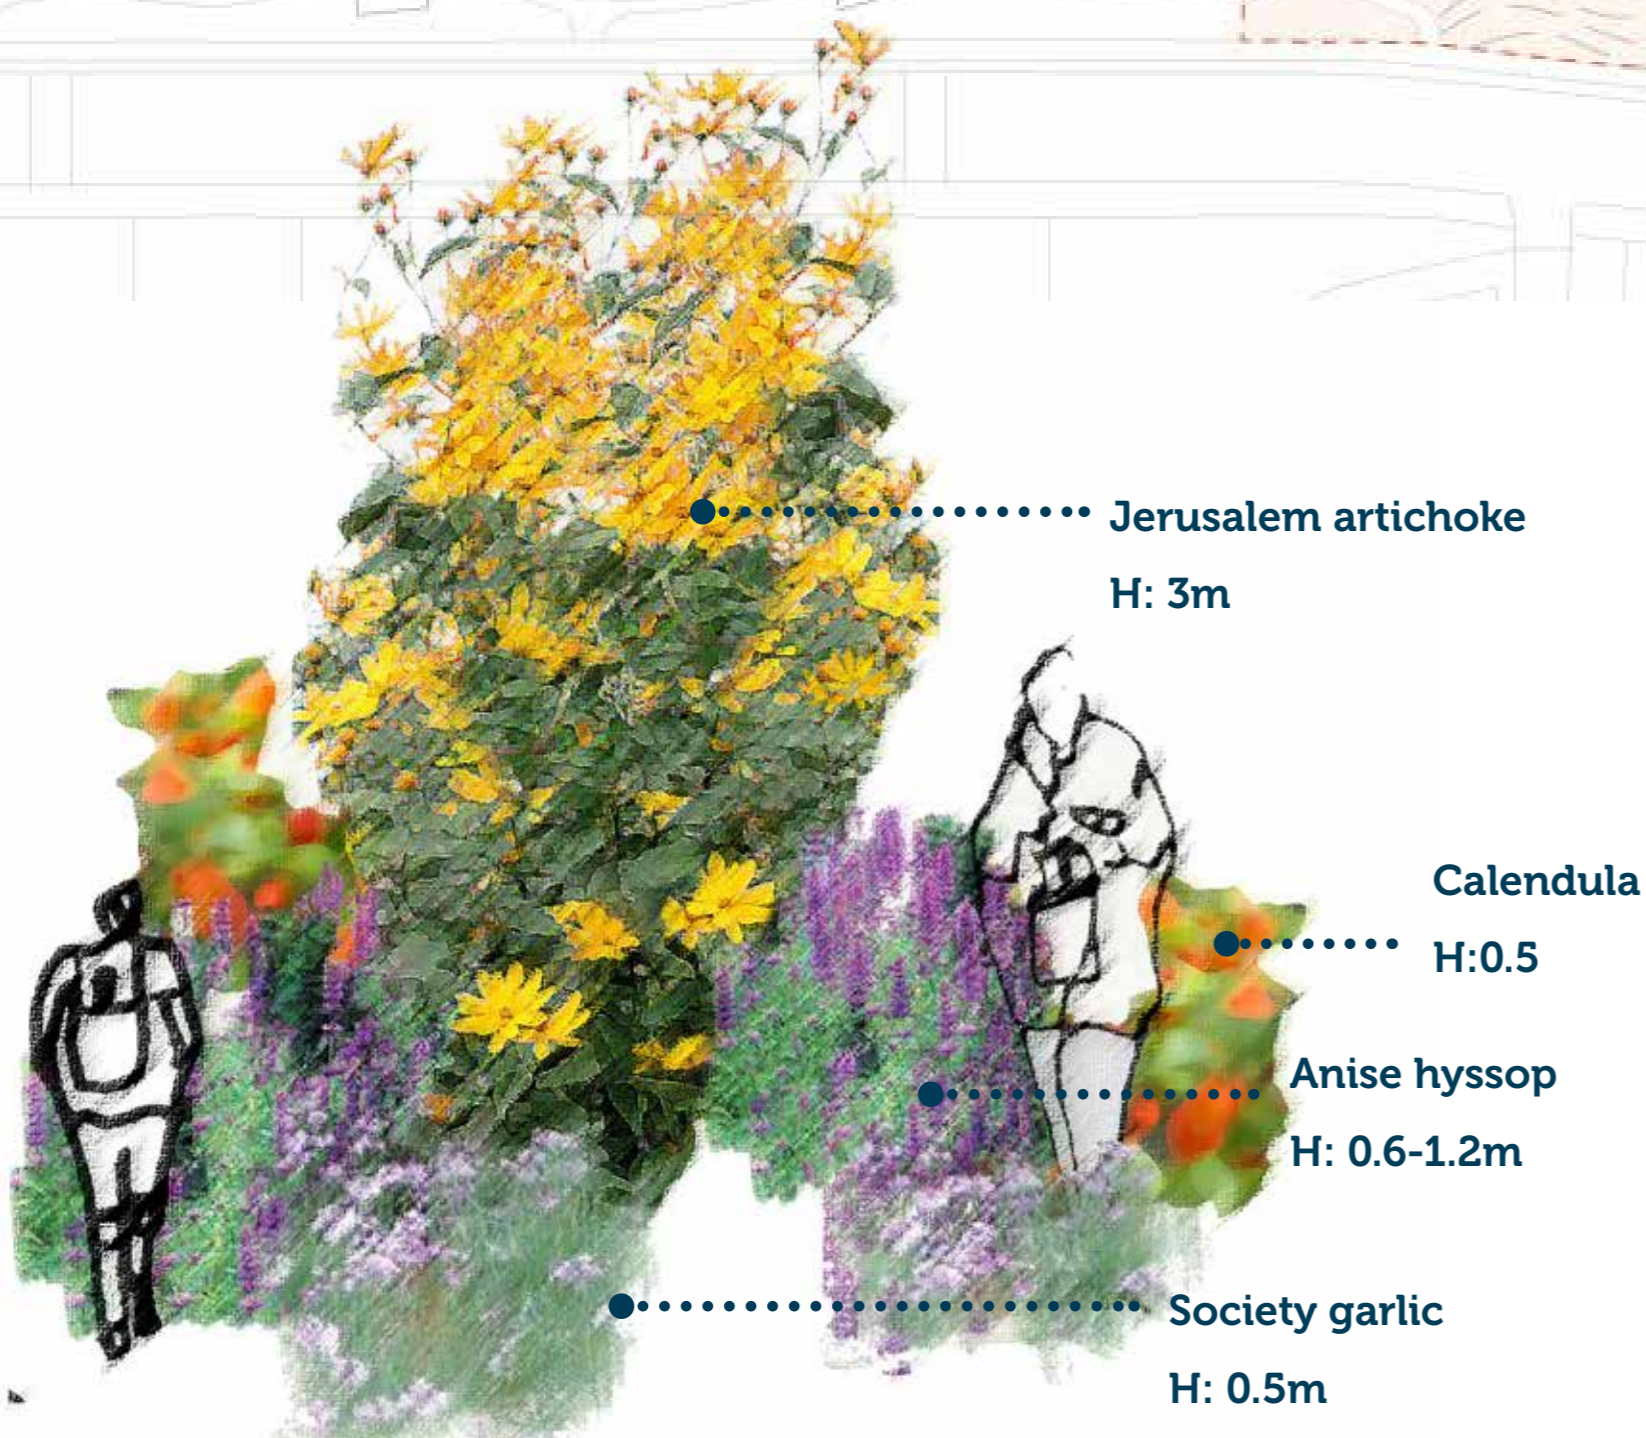 Jerusalem artichoke
H: 3m
Calendula
H:0.5
Anise hyssop
H: 0.6-1.2m
Society garlic
H: 0.5m